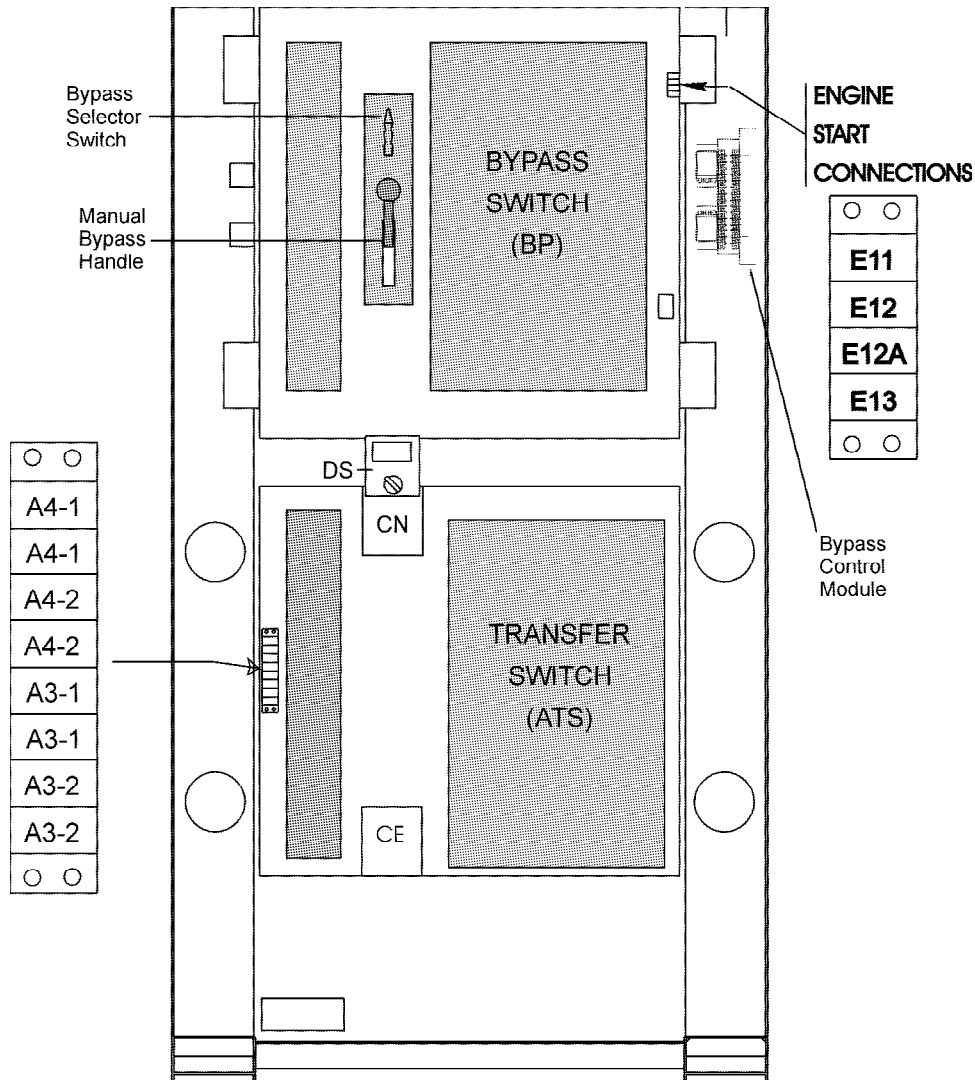 Bypass
Selector
Switch
Manual
Bypass
Handle
BYPASS
SWITCH
(BP)
ENGINE
START
CONNECTIONS
E11
E12
E12A
E13
DS
CN
A4-1
A4-1
A4-2
A4-2
A3-1
A3-1
A3-2
A3-2
TRANSFER
SWITCH
(ATS)
CE
Bypass
Control
Module